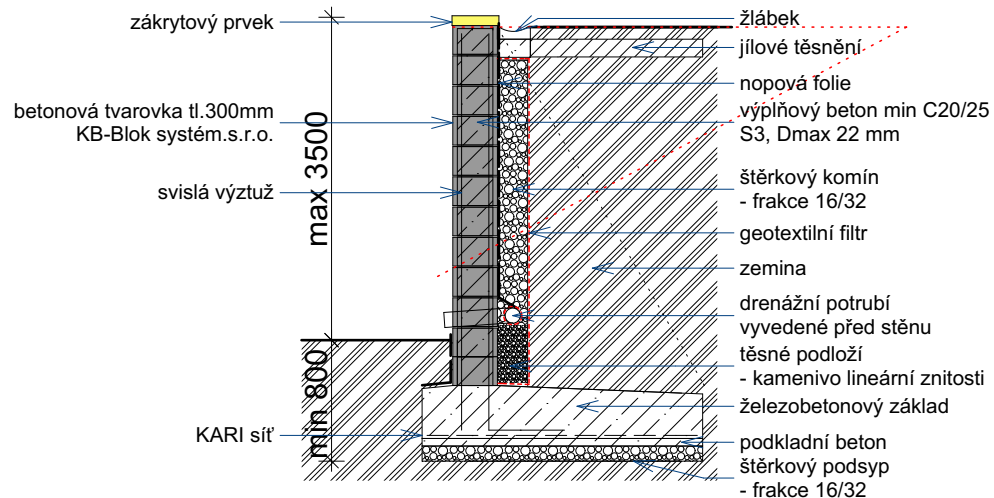 zákrytový prvek
betonová tvarovka tl.300mm
KB-Blok systém.s.r.o.
svislá výztuž
KARI síť
max 3500
min 800
žlábek
jílové těsnění
nopová folie
výplňový beton min C20/25
S3, Dmax 22 mm
štěrkový komín
- frakce 16/32
geotextilní filtr
zemina
drenážní potrubí
vyvedené před stěnu
těsné podloží
- kamenivo lineární znitosti
železobetonový základ
podkladní beton
štěrkový podsyp
- frakce 16/32